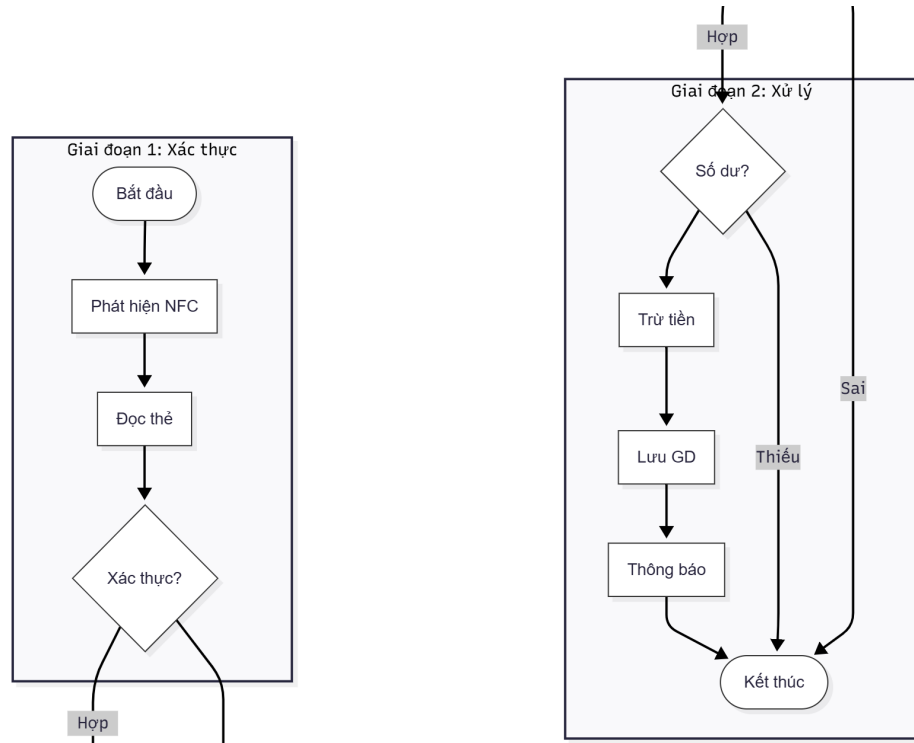 Giai đoạn 1: Xác thực
Bắt đầu
Phát hiện NFC
Đọc thẻ
Xác thực?
Hợp
Hợp
Giai đoạn 2: Xử lý
Số dư?
Trừ tiền
Sai
Lưu GD
Thiếu
Thông báo
Kết thúc